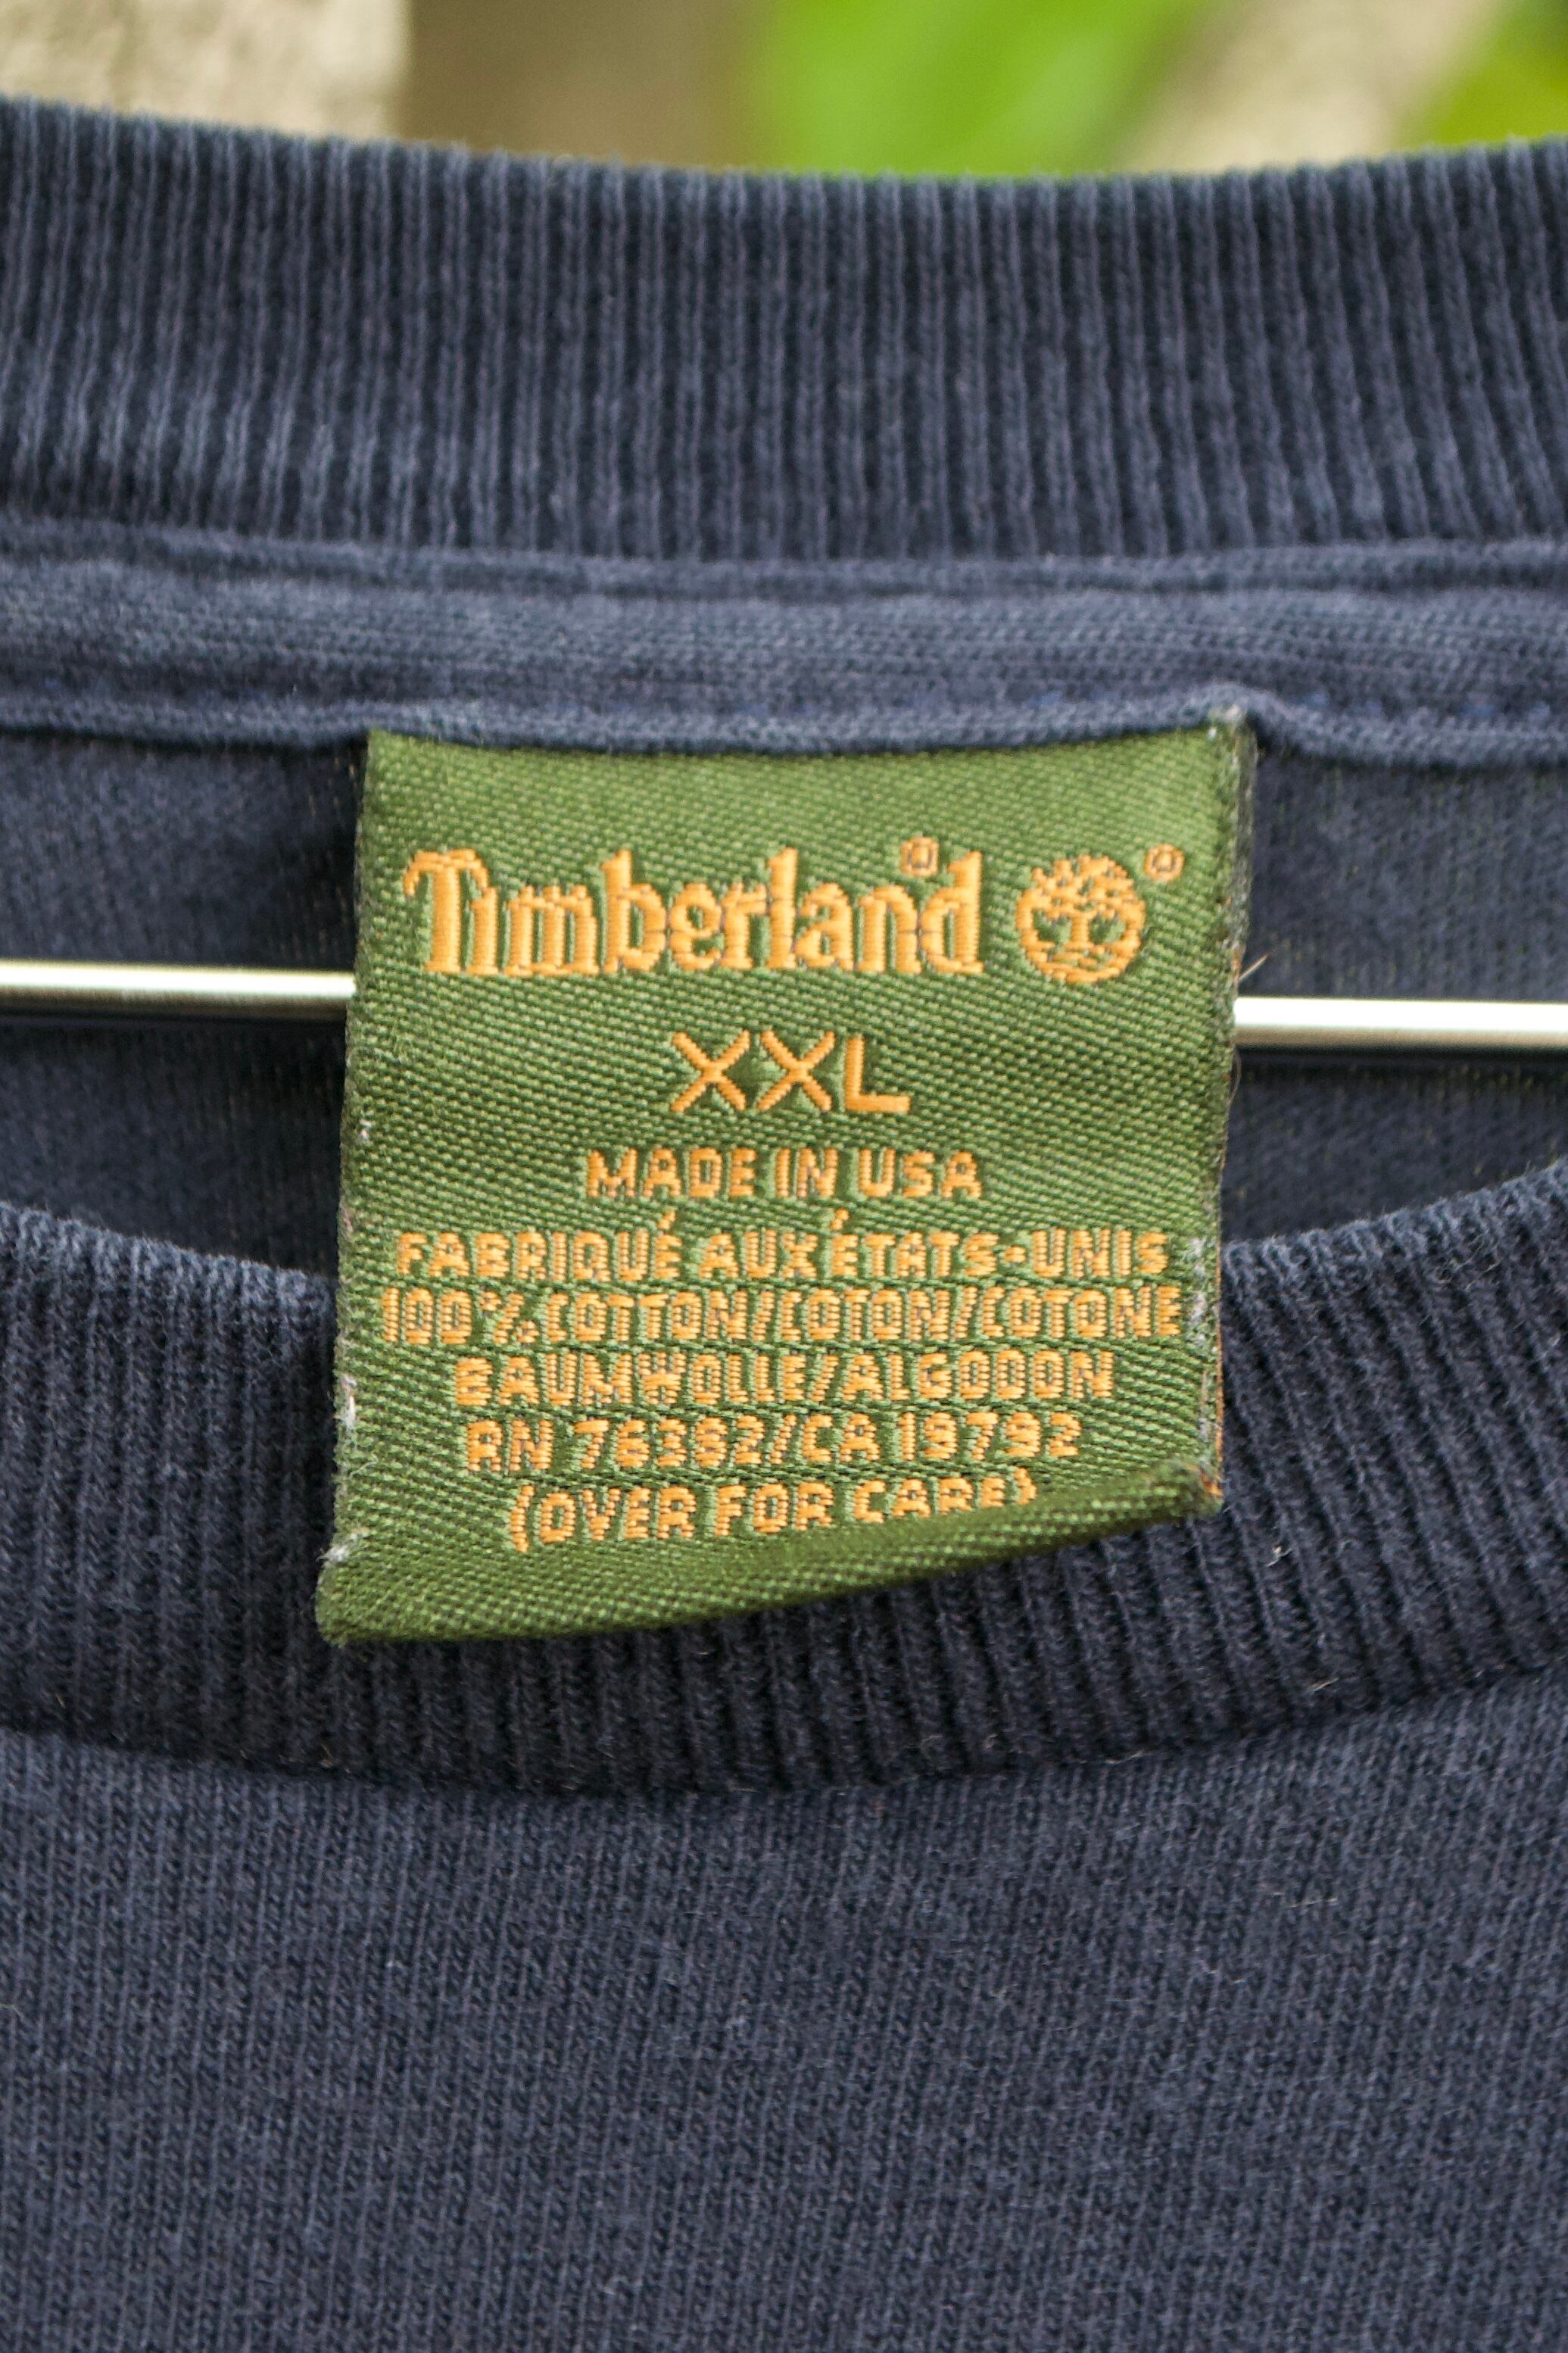 Timberland®
XXL
MADE IN USA
FABRIQUÉ AUX ÉTATS-UNIS
100% COTTON/COTON/COTONE
BAUMWOLLE/ALGODON
RN 76392/CA 19792
(OVER FOR CARE)